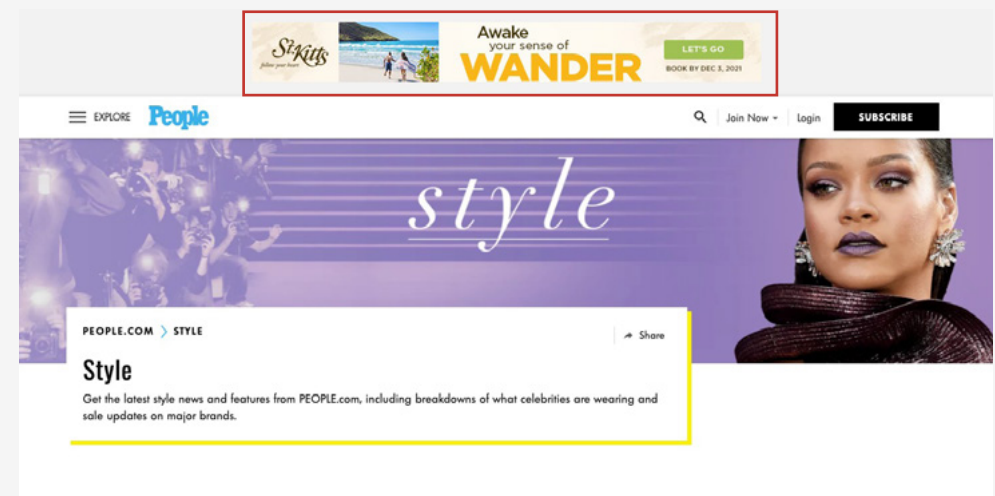 St. Kitts
follow your heart
Awake
your sense of
WANDER
LET'S GO
BOOK BY DEC 3, 2021
EXPLORE
People
Join Now
Login
SUBSCRIBE
style
PEOPLE.COM > STYLE
Share
Style
Get the latest style news and features from PEOPLE.com, including breakdowns of what celebrities are wearing and
sale updates on major brands.